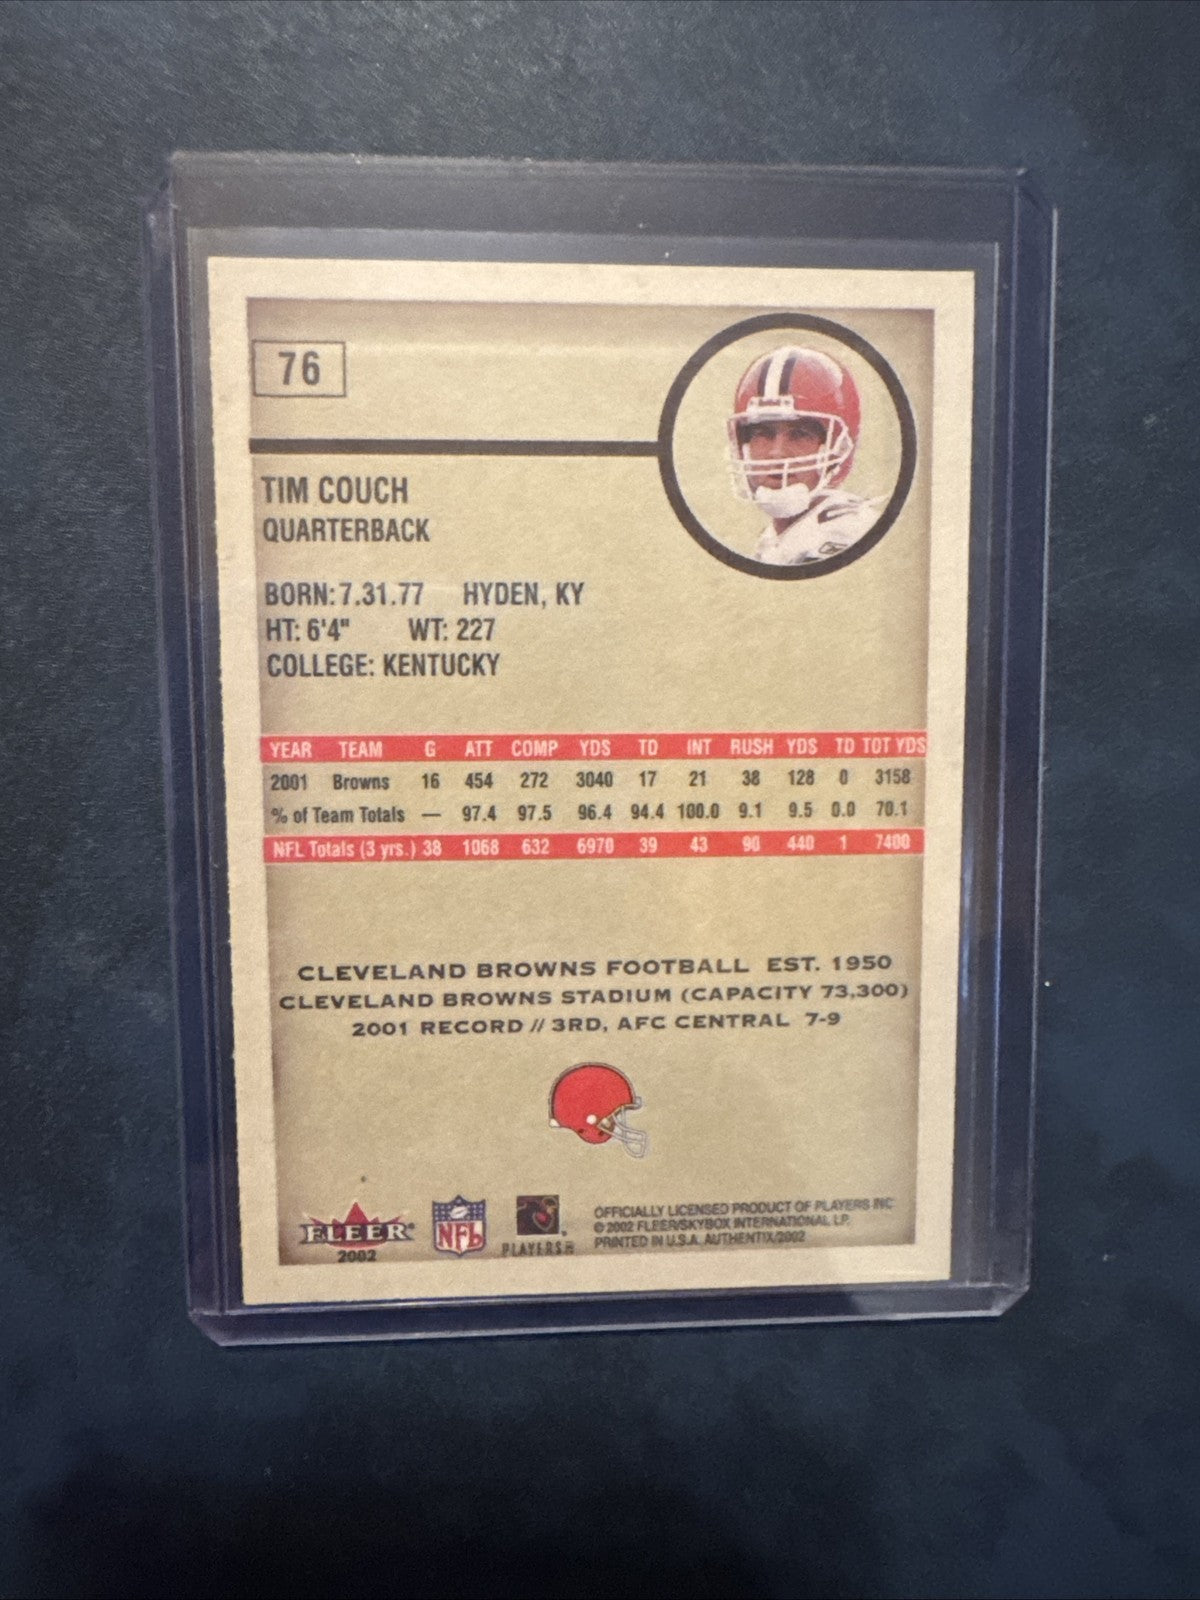 76
TIM COUCH
QUARTERBACK
BORN: 7.31.77 HYDEN, KY
HT: 6'4" WT: 227
COLLEGE: KENTUCKY
YEAR TEAM G ATT COMP YDS TD INT RUSH YDS TD TOT YDS
2001 Browns 16 454 272 3040 17 21 38 128 0 3158
% of Team Totals — 97.4 97.5 96.4 94.4 100.0 9.1 9.5 0.0 70.1
NFL Totals (3 yrs.) 38 1068 632 6970 39 43 90 440 1 7400
CLEVELAND BROWNS FOOTBALL EST. 1950
CLEVELAND BROWNS STADIUM (CAPACITY 73,300)
2001 RECORD // 3RD, AFC CENTRAL 7-9
FLEER®
2002
NFL
PLAYERS INC
OFFICIALLY LICENSED PRODUCT OF PLAYERS INC
© 2002 FLEER/SKYBOX INTERNATIONAL LP.
PRINTED IN U.S.A. AUTHENTIX/2002